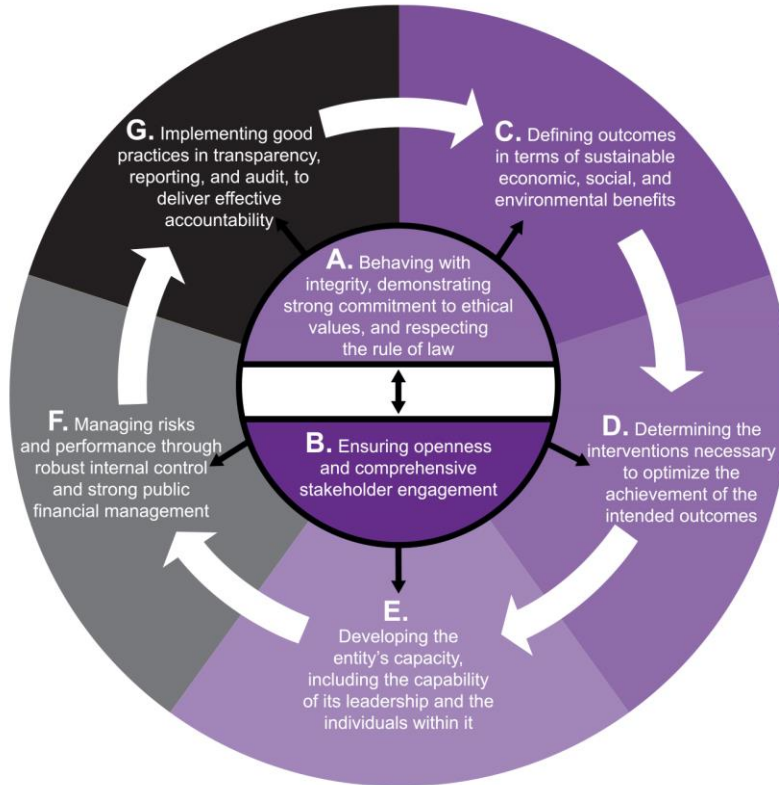 A. Behaving with
integrity, demonstrating
strong commitment to ethical
values, and respecting
the rule of law
B. Ensuring openness
and comprehensive
stakeholder engagement
C. Defining outcomes
in terms of sustainable
economic, social, and
environmental benefits
D. Determining the
interventions necessary
to optimize the
achievement of the
intended outcomes
E.
Developing the
entity’s capacity,
including the capability
of its leadership and the
individuals within it
F. Managing risks
and performance through
robust internal control
and strong public
financial management
G. Implementing good
practices in transparency,
reporting, and audit, to
deliver effective
accountability